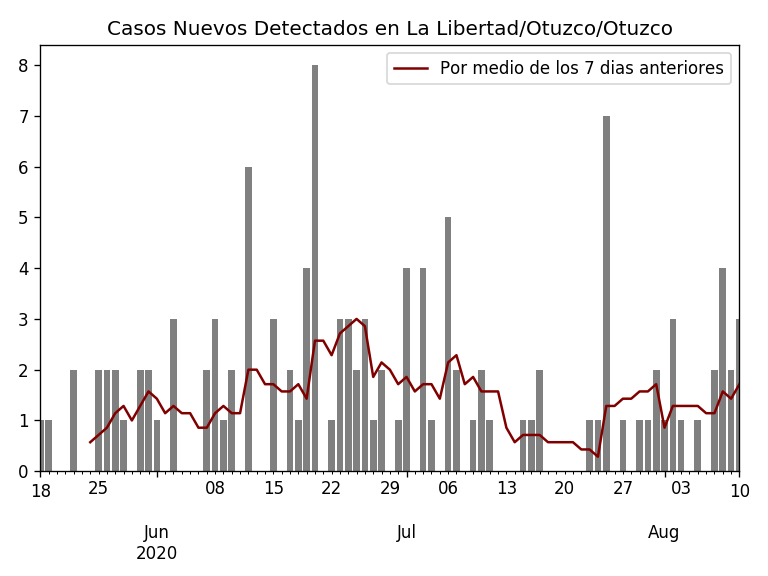 Casos Nuevos Detectados en La Libertad/Otuzco/Otuzco
Por medio de los 7 dias anteriores
8
7
6
5
4
3
2
1
0
18 25 08 15 22 29 06 13 20 27 03 10
Jun Jul Aug
2020